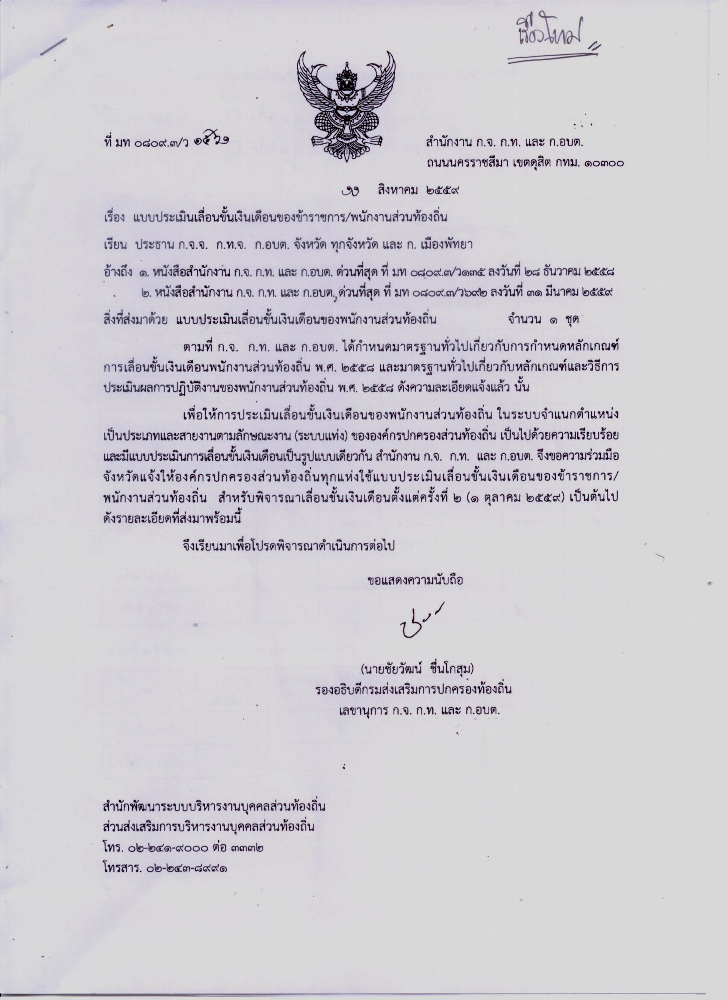 เรื่องใหม่
ที่ มท ๐๘๐๙.๓/ว
สำนักงาน ก.จ. ก.ท. และ ก.อบต.
ถนนนครราชสีมา เขตดุสิต กทม. ๑๐๓๐๐
สิงหาคม ๒๕๕๙
เรื่อง แบบประเมินเลื่อนขั้นเงินเดือนของข้าราชการ/พนักงานส่วนท้องถิ่น
เรียน ประธาน ก.จ.จ. ก.ท.จ. ก.อบต. จังหวัด ทุกจังหวัด และ ก. เมืองพัทยา
อ้างถึง ๑. หนังสือสำนักงาน ก.จ. ก.ท. และ ก.อบต. ด่วนที่สุด ที่ มท ๐๘๐๙.๓/ว๑๓๕ ลงวันที่ ๒๘ ธันวาคม ๒๕๕๘
๒. หนังสือสำนักงาน ก.จ. ก.ท. และ ก.อบต. ด่วนที่สุด ที่ มท ๐๘๐๙.๓/ว๖๙๒ ลงวันที่ ๓๑ มีนาคม ๒๕๕๙
สิ่งที่ส่งมาด้วย แบบประเมินเลื่อนขั้นเงินเดือนของพนักงานส่วนท้องถิ่น จำนวน ๑ ชุด
ตามที่ ก.จ. ก.ท. และ ก.อบต. ได้กำหนดมาตรฐานทั่วไปเกี่ยวกับการกำหนดหลักเกณฑ์
การเลื่อนขั้นเงินเดือนพนักงานส่วนท้องถิ่น พ.ศ. ๒๕๕๘ และมาตรฐานทั่วไปเกี่ยวกับหลักเกณฑ์และวิธีการ
ประเมินผลการปฏิบัติงานของพนักงานส่วนท้องถิ่น พ.ศ. ๒๕๕๘ ดังความละเอียดแจ้งแล้ว นั้น
เพื่อให้การประเมินเลื่อนขั้นเงินเดือนของพนักงานส่วนท้องถิ่น ในระบบจำแนกตำแหน่ง
เป็นประเภทและสายงานตามลักษณะงาน (ระบบแท่ง) ขององค์กรปกครองส่วนท้องถิ่น เป็นไปด้วยความเรียบร้อย
และมีแบบประเมินการเลื่อนขั้นเงินเดือนเป็นรูปแบบเดียวกัน สำนักงาน ก.จ. ก.ท. และ ก.อบต. จึงขอความร่วมมือ
จังหวัดแจ้งให้องค์กรปกครองส่วนท้องถิ่นทุกแห่งใช้แบบประเมินเลื่อนขั้นเงินเดือนของข้าราชการ/
พนักงานส่วนท้องถิ่น สำหรับพิจารณาเลื่อนขั้นเงินเดือนตั้งแต่ครั้งที่ ๒ (๑ ตุลาคม ๒๕๕๙) เป็นต้นไป
ดังรายละเอียดที่ส่งมาพร้อมนี้
จึงเรียนมาเพื่อโปรดพิจารณาดำเนินการต่อไป
ขอแสดงความนับถือ
(นายชัยวัฒน์ ชื่นโกสุม)
รองอธิบดีกรมส่งเสริมการปกครองท้องถิ่น
เลขานุการ ก.จ. ก.ท. และ ก.อบต.
สำนักพัฒนาระบบบริหารงานบุคคลส่วนท้องถิ่น
ส่วนส่งเสริมการบริหารงานบุคคลส่วนท้องถิ่น
โทร. ๐๒-๒๔๑-๙๐๐๐ ต่อ ๓๓๓๒
โทรสาร. ๐๒-๒๔๓-๘๙๙๑